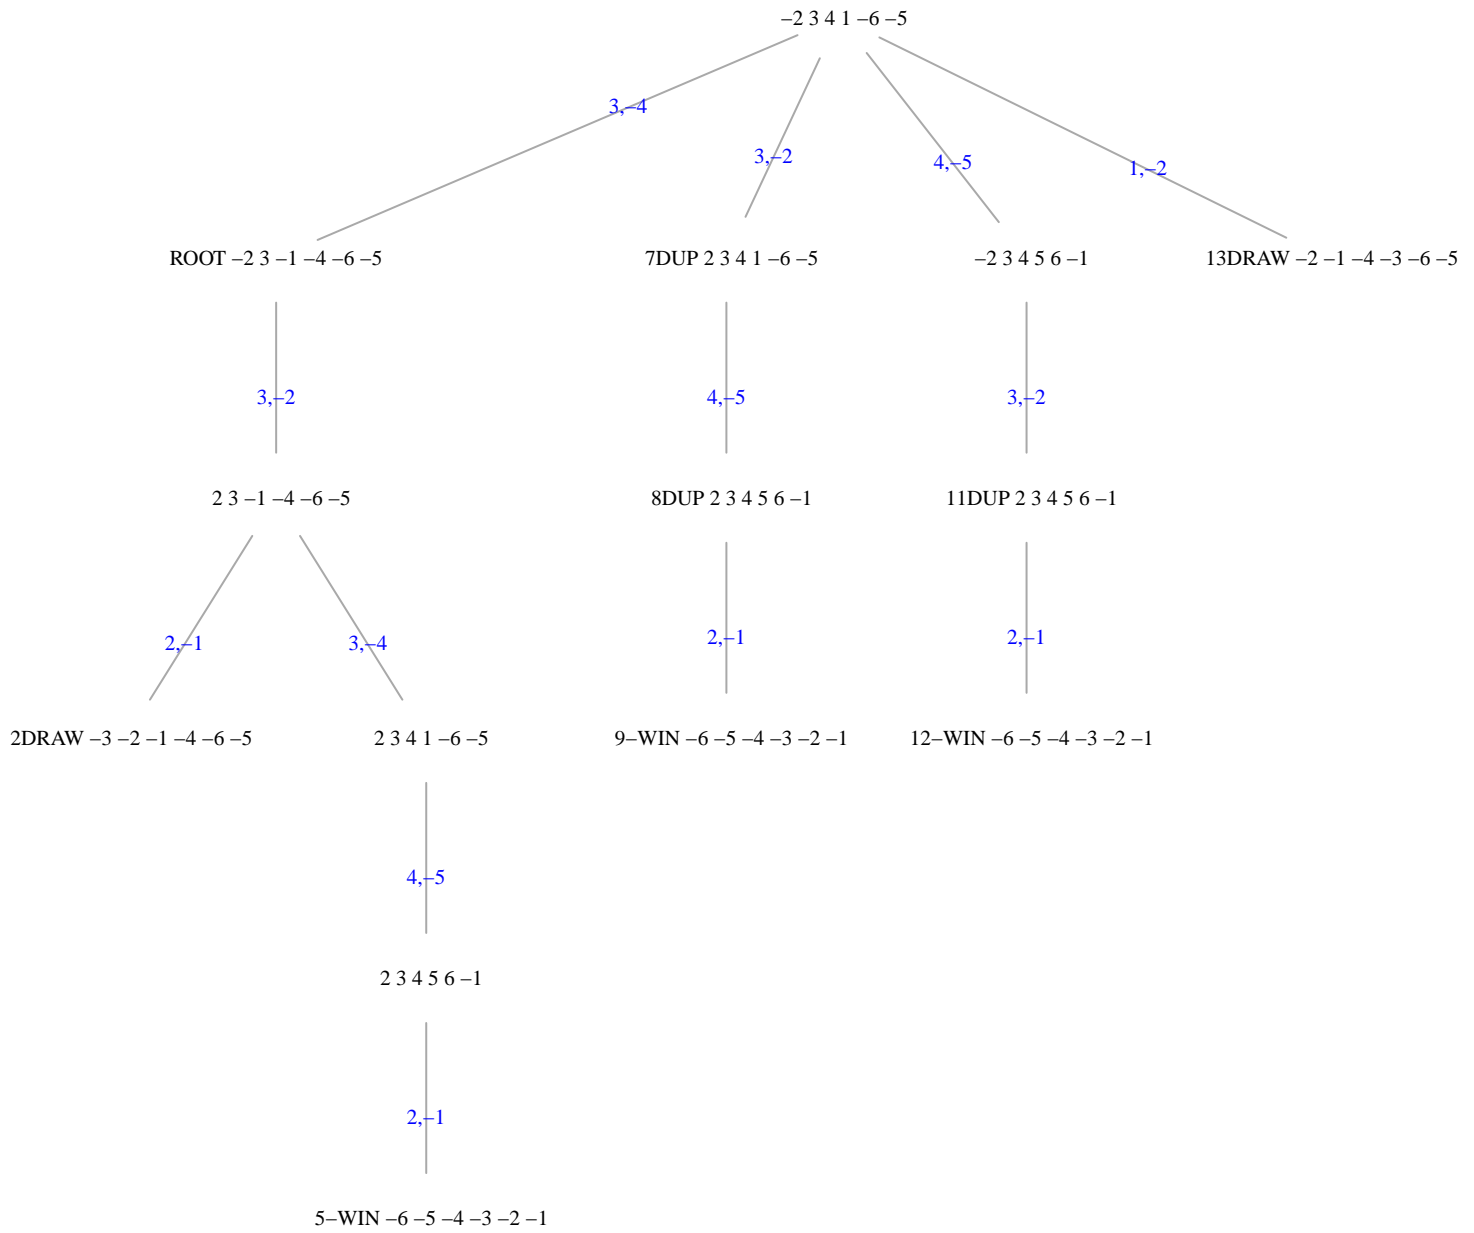 –2 3 4 1 –6 –5
3,–4
3,–2
4,–5
1,–2
ROOT –2 3 –1 –4 –6 –5
7DUP 2 3 4 1 –6 –5
–2 3 4 5 6 –1
13DRAW –2 –1 –4 –3 –6 –5
3,–2
4,–5
3,–2
2 3 –1 –4 –6 –5
8DUP 2 3 4 5 6 –1
11DUP 2 3 4 5 6 –1
2,–1
3,–4
2,–1
2,–1
2DRAW –3 –2 –1 –4 –6 –5
2 3 4 1 –6 –5
9–WIN –6 –5 –4 –3 –2 –1
12–WIN –6 –5 –4 –3 –2 –1
4,–5
2 3 4 5 6 –1
2,–1
5–WIN –6 –5 –4 –3 –2 –1